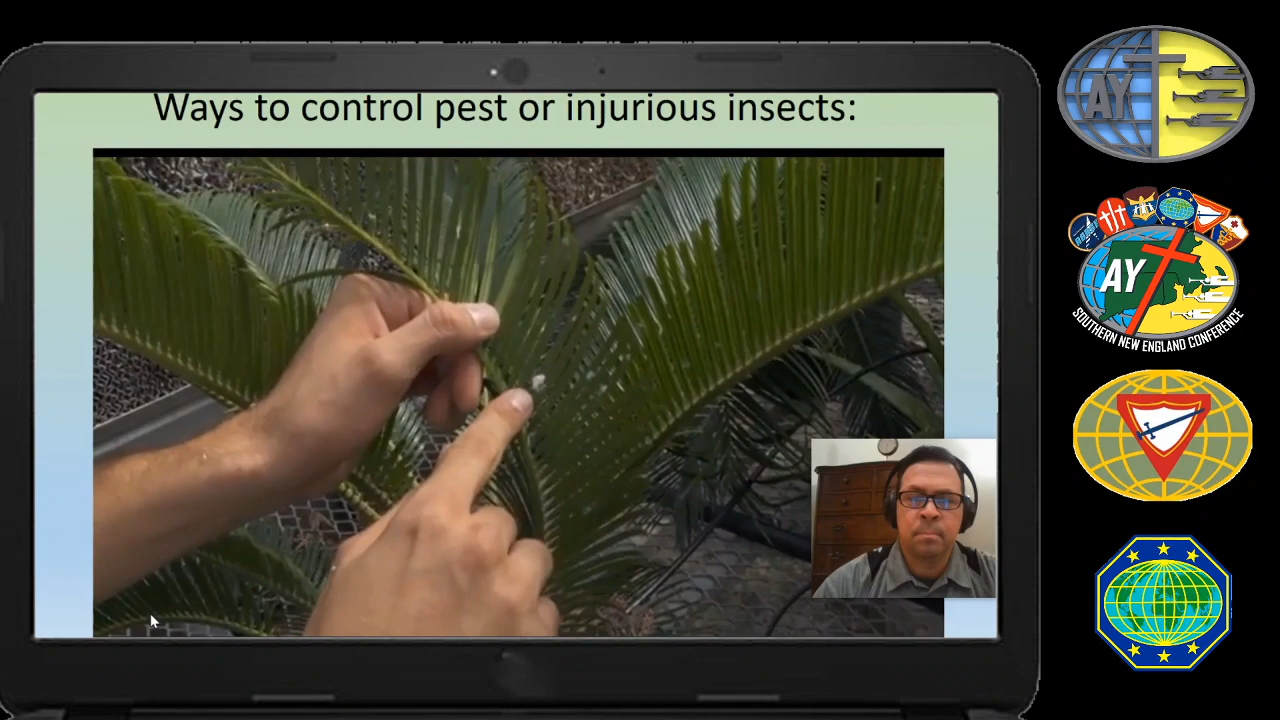 Ways to control pest or injurious insects:
AY
AY
SOUTHERN NEW ENGLAND CONFERENCE